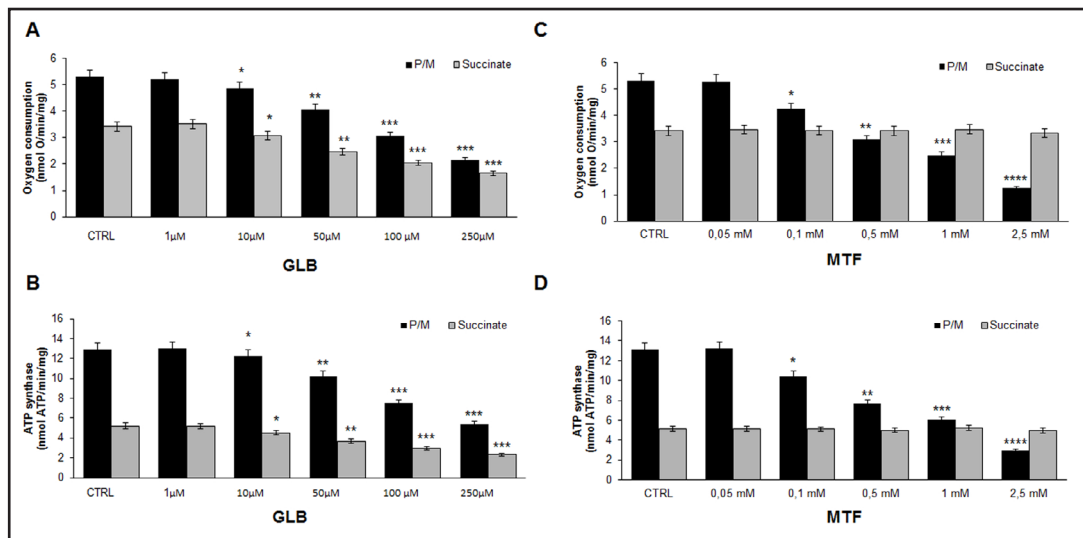 A
Oxygen onsumption
(nmol O/min/mg)
6
5
4
3
2
1
0
P/M Succinate
* ** *** ***
* ** *** ***
CTRL 1µM 10µM 50µM 100 µM 250µM
GLB
B
ATP synthase
(nmol ATP/min/mg)
16
14
12
10
8
6
4
2
0
P/M Succinate
* ** *** ***
* ** *** ***
CTRL 1µM 10µM 50µM 100 µM 250µM
GLB
C
Oxygen consumption
(nmol O/min/mg)
6
5
4
3
2
1
0
P/M Succinate
* ** *** ****
CTRL 0,05 mM 0,1 mM 0,5 mM 1 mM 2,5 mM
MTF
D
ATP synthase
(nmol ATP/min/mg)
16
14
12
10
8
6
4
2
0
P/M Succinate
* ** *** ****
CTRL 0,05 mM 0,1 mM 0,5 mM 1 mM 2,5 mM
MTF